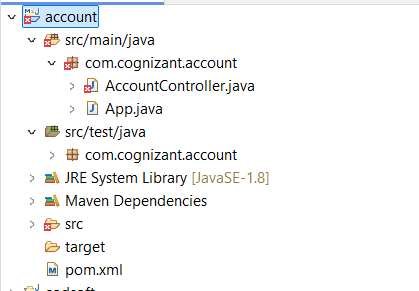 account
src/main/java
com.cognizant.account
AccountController.java
App.java
src/test/java
com.cognizant.account
JRE System Library [JavaSE-1.8]
Maven Dependencies
src
target
pom.xml